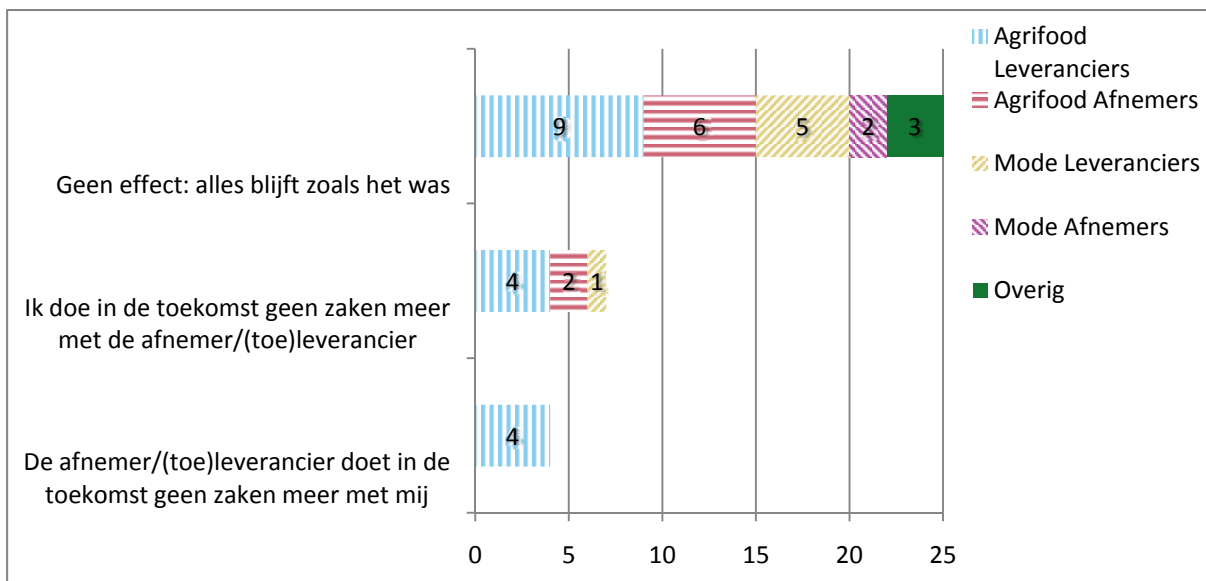 Agrifood
Leveranciers
Agrifood Afnemers
Mode Leveranciers
Mode Afnemers
Overig
9 6 5 2 3
Geen effect: alles blijft zoals het was
4 2 1
Ik doe in de toekomst geen zaken meer
met de afnemer/(toe)leverancier
4
De afnemer/(toe)leverancier doet in de
toekomst geen zaken meer met mij
0 5 10 15 20 25